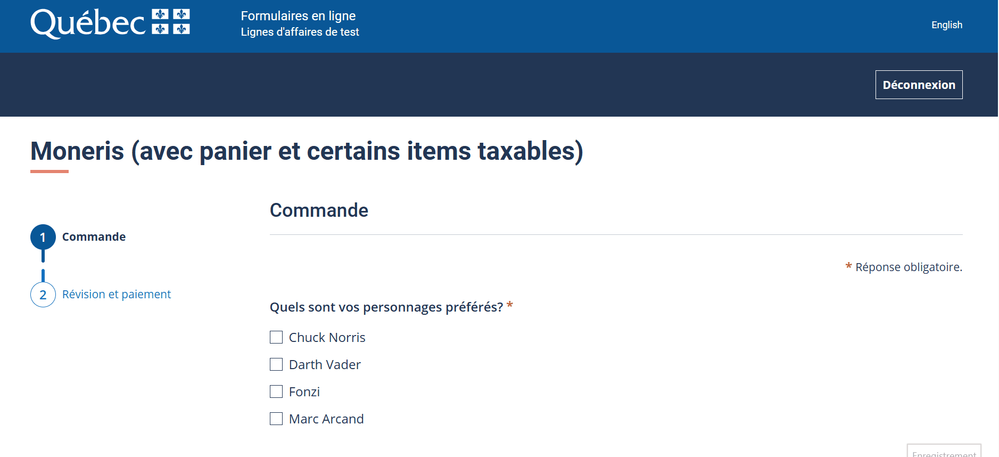 Québec
Formulaires en ligne
Lignes d'affaires de test
English
Déconnexion
Moneris (avec panier et certains items taxables)
1 Commande
2 Révision et paiement
Commande
* Réponse obligatoire.
Quels sont vos personnages préférés? *
Chuck Norris
Darth Vader
Fonzi
Marc Arcand
Enregistrement